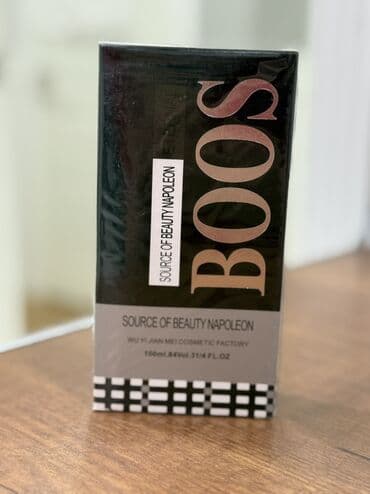 BOOS
SOURCE OF BEAUTY NAPOLEON
SOURCE OF BEAUTY NAPOLEON
WU YI JIAN MEI COSMETIC FACTORY
100ml.84Vol.31/4 FL.OZ